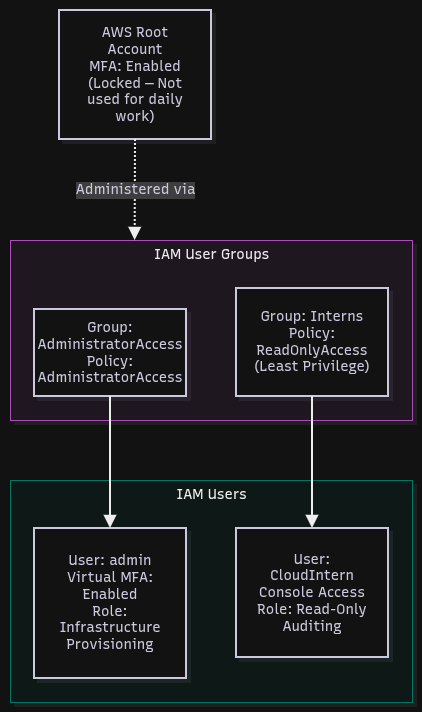 AWS Root
Account
MFA: Enabled
(Locked — Not
used for daily
work)
Administered via
IAM User Groups
Group:
AdministratorAccess
Policy:
AdministratorAccess
Group: Interns
Policy:
ReadOnlyAccess
(Least Privilege)
IAM Users
User: admin
Virtual MFA:
Enabled
Role:
Infrastructure
Provisioning
User:
CloudIntern
Console Access
Role: Read-Only
Auditing